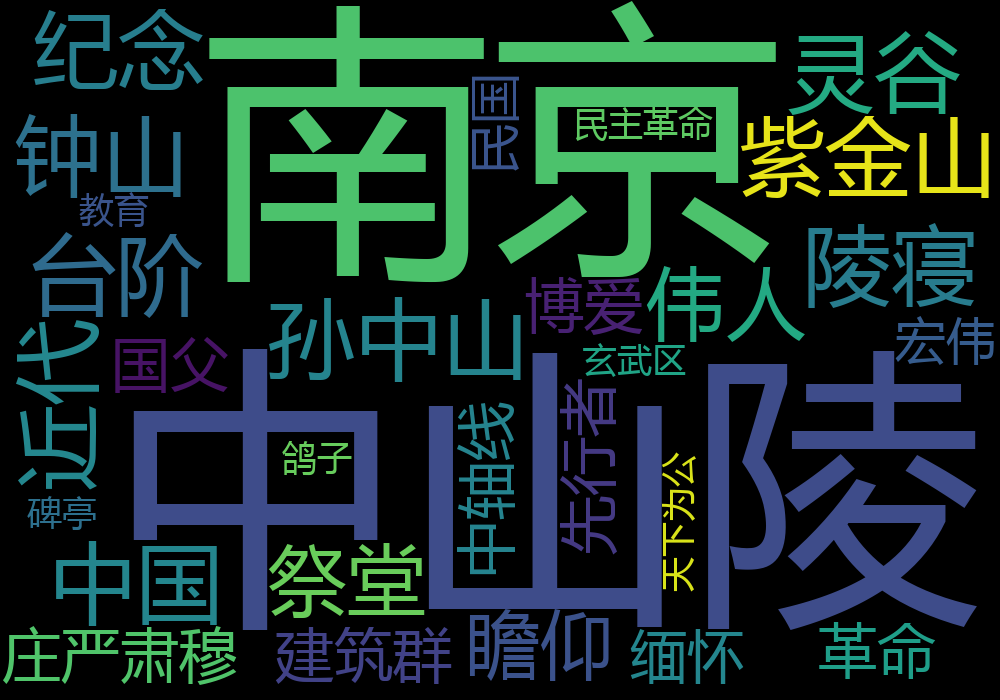 纪念
南京
灵谷
民国
民主革命
钟山
紫金山
教育
台阶
陵寝
博爱
伟人
孙中山
宏伟
近代
国父
玄武区
中山陵
中轴线
先行者
鸽子
天下为公
碑亭
中国
祭堂
庄严肃穆
建筑群
瞻仰
缅怀
革命